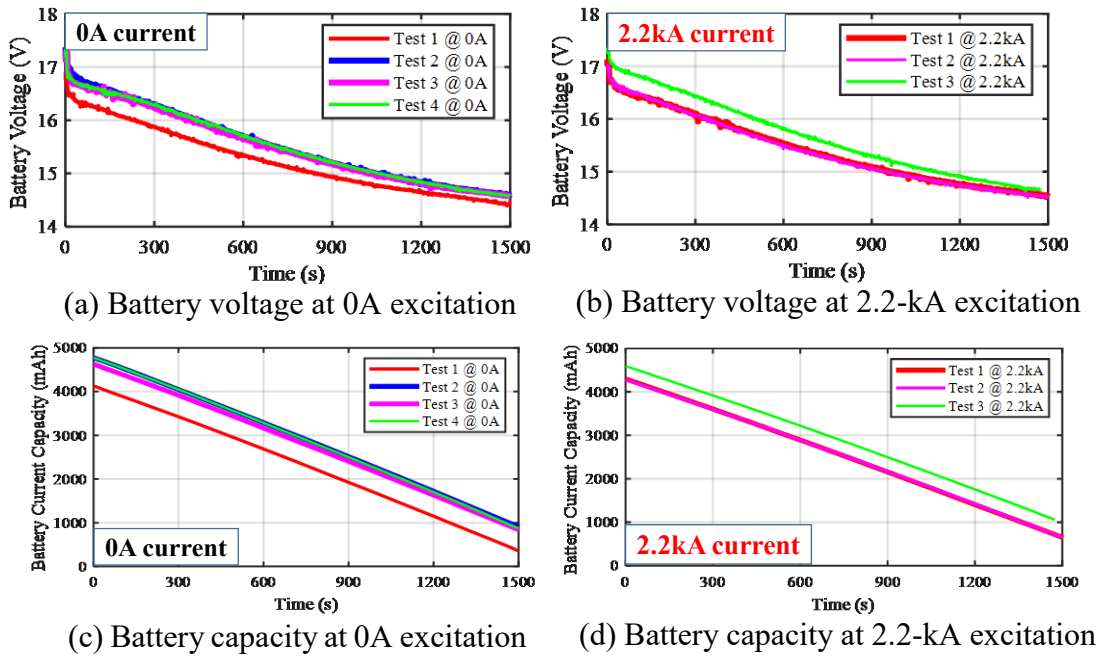 18
17
16
15
14
Battery Voltage (V)
0A current
Test 1 @ 0A
Test 2 @ 0A
Test 3 @ 0A
Test 4 @ 0A
0 300 600 900 1200 1500
Time (s)
(a) Battery voltage at 0A excitation
18
17
16
15
14
Battery Voltage (V)
2.2kA current
Test 1 @ 2.2kA
Test 2 @ 2.2kA
Test 3 @ 2.2kA
0 300 600 900 1200 1500
Time (s)
(b) Battery voltage at 2.2-kA excitation
5000
4000
3000
2000
1000
0
Battery Current Capacity (mAh)
Test 1 @ 0A
Test 2 @ 0A
Test 3 @ 0A
Test 4 @ 0A
0A current
0 300 600 900 1200 1500
Time (s)
(c) Battery capacity at 0A excitation
5000
4000
3000
2000
1000
0
Battery Current Capacity (mAh)
Test 1 @ 2.2kA
Test 2 @ 2.2kA
Test 3 @ 2.2kA
2.2kA current
0 300 600 900 1200 1500
Time (s)
(d) Battery capacity at 2.2-kA excitation